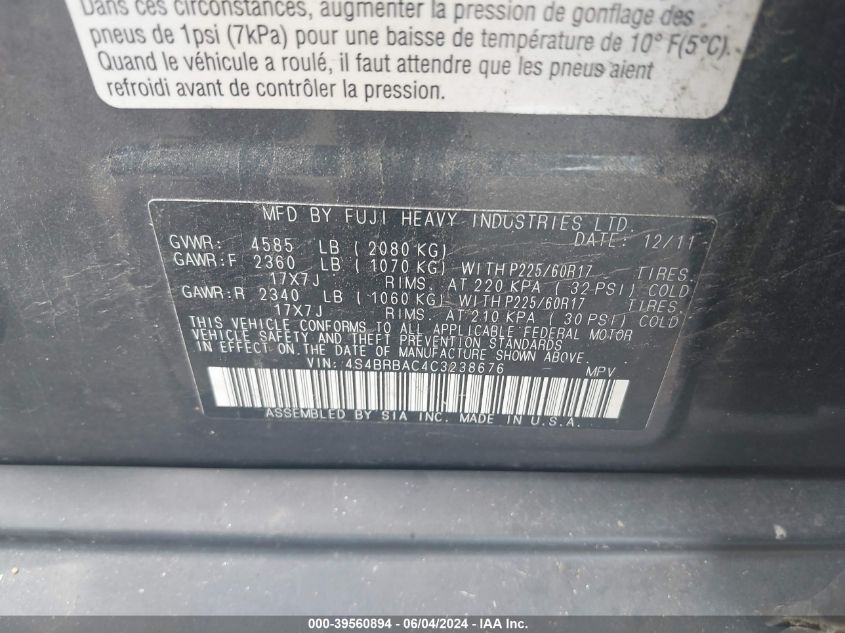 Dans ces circonstances, augmenter la pression de gonflage des
pneus de 1psi (7kPa) pour une baisse de température de 10° F(5°C).
Quand le véhicule a roulé, il faut attendre que les pneus aient
refroidi avant de contrôler la pression.
MFD BY FUJI HEAVY INDUSTRIES LTD.
GVWR: 4585 LB ( 2080 KG) DATE: 12/11
GAWR:F 2360 LB ( 1070 KG) WITH P225/60R17 TIRES,
17X7J RIMS, AT 220 KPA ( 32 PSI) COLD
GAWR:R 2340 LB ( 1060 KG) WITH P225/60R17 TIRES,
17X7J RIMS, AT 210 KPA ( 30 PSI) COLD
THIS VEHICLE CONFORMS TO ALL APPLICABLE FEDERAL MOTOR
VEHICLE SAFETY AND THEFT PREVENTION STANDARDS
IN EFFECT ON THE DATE OF MANUFACTURE SHOWN ABOVE.
VIN: 4S4BRBAC4C3238676 MPV
ASSEMBLED BY SIA INC. MADE IN U.S.A.
000-39560894 - 06/04/2024 - IAA Inc.